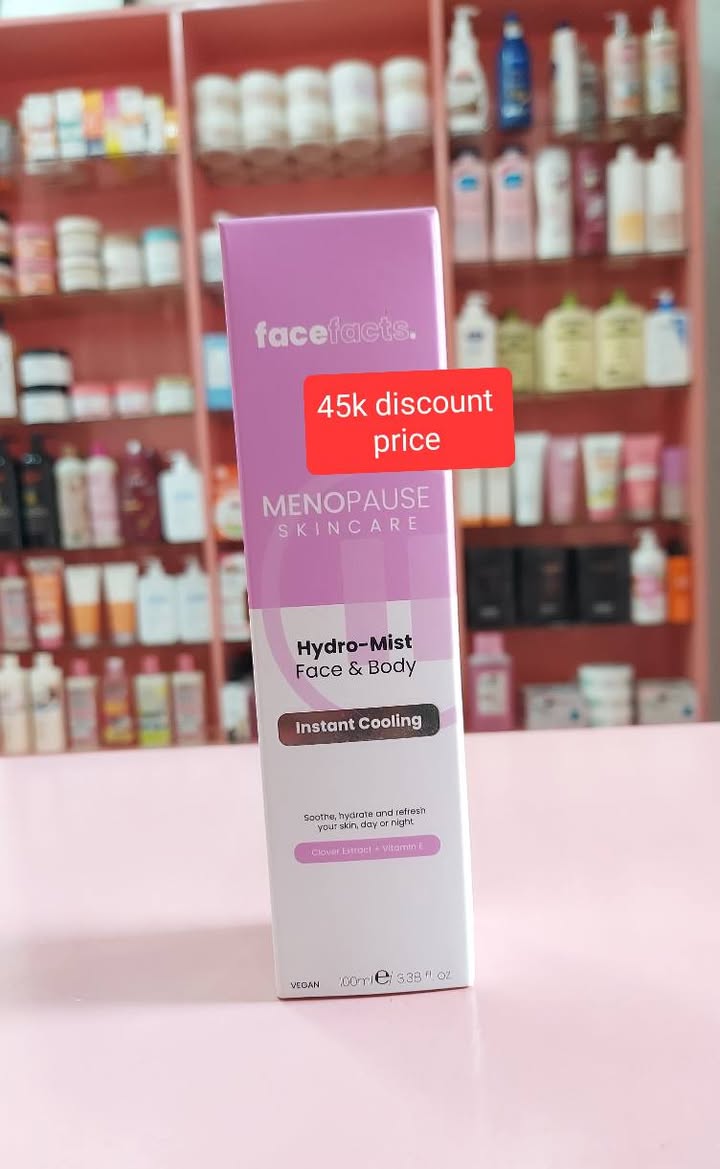 facefacts.
45k discount
price
MENOPAUSE
SKINCARE
Hydro-Mist
Face & Body
Instant Cooling
Soothe, hydrate and refresh
your skin, day or night
Clover Extract + Vitamin E
VEGAN 100ml e 3.38 fl. oz